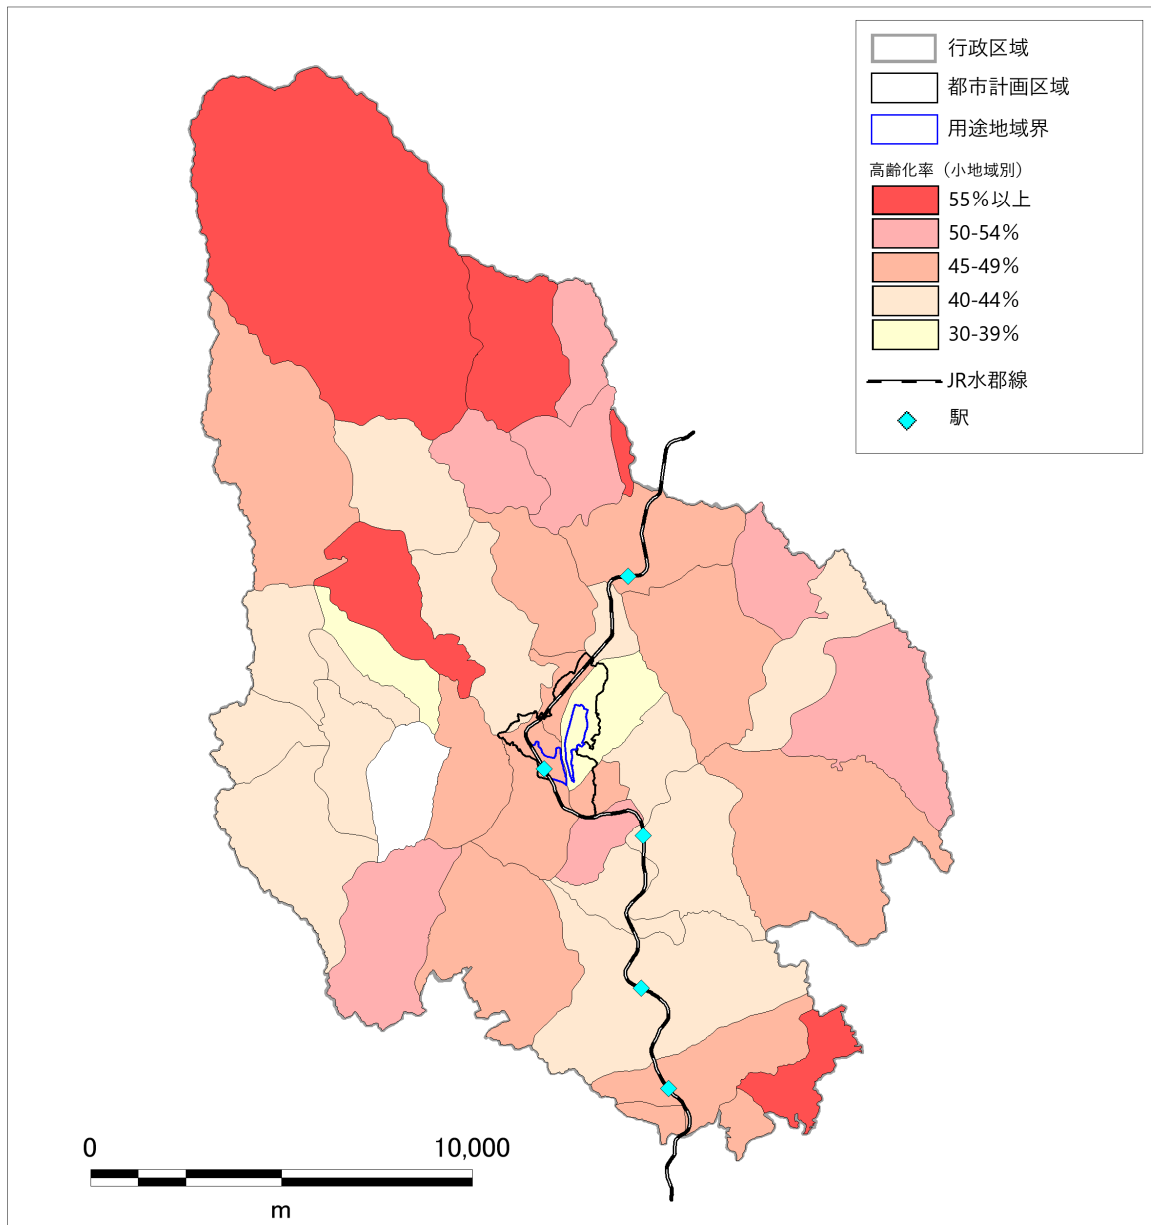 行政区域
都市計画区域
用途地域界
高齢化率（小地域別）
55%以上
50-54%
45-49%
40-44%
30-39%
JR水郡線
駅
0 10,000
m